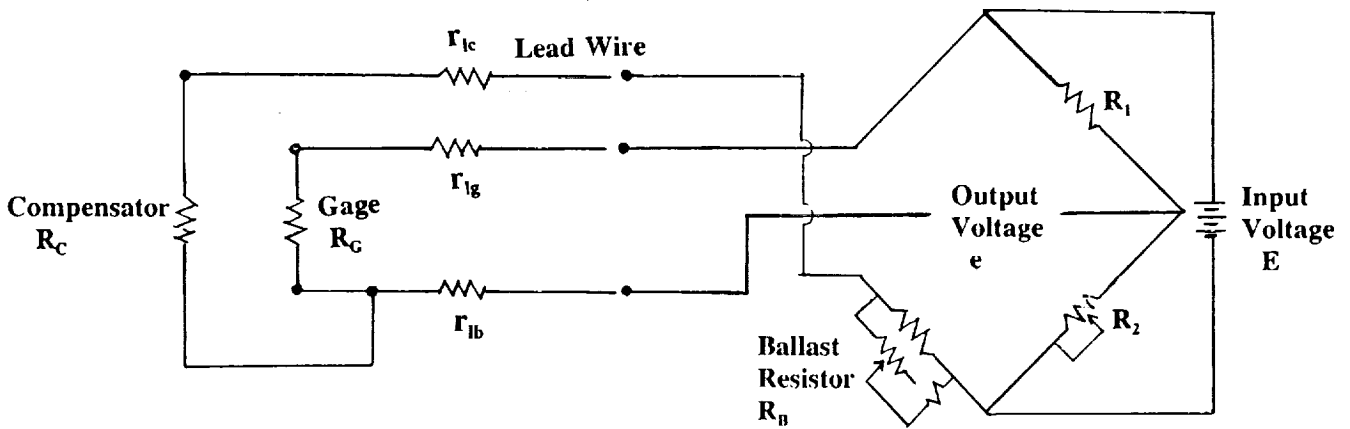 r_lc
Lead Wire
R_1
r_lg
Compensator
R_C
Gage
R_G
Output
Voltage
e
Input
Voltage
E
r_lb
R_2
Ballast
Resistor
R_B